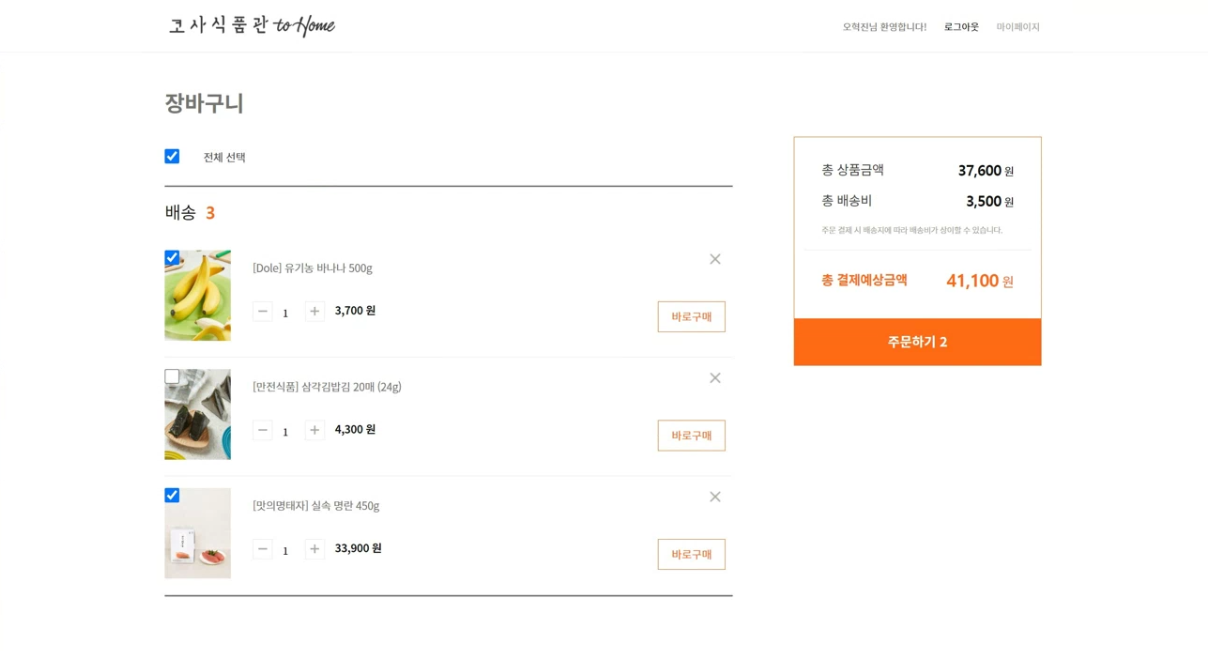 코사식품관 to Home
오혁진님 환영합니다! 로그아웃 마이페이지
장바구니
전체 선택
배송 3
[Dole] 유기농 바나나 500g
1 3,700 원
바로구매
[만전식품] 삼각김밥김 20매 (24g)
1 4,300 원
바로구매
[맛의명태자] 실속 명란 450g
1 33,900 원
바로구매
총 상품금액 37,600 원
총 배송비 3,500 원
주문 결제 시 배송지에 따라 배송비가 상이할 수 있습니다.
총 결제예상금액 41,100 원
주문하기 2